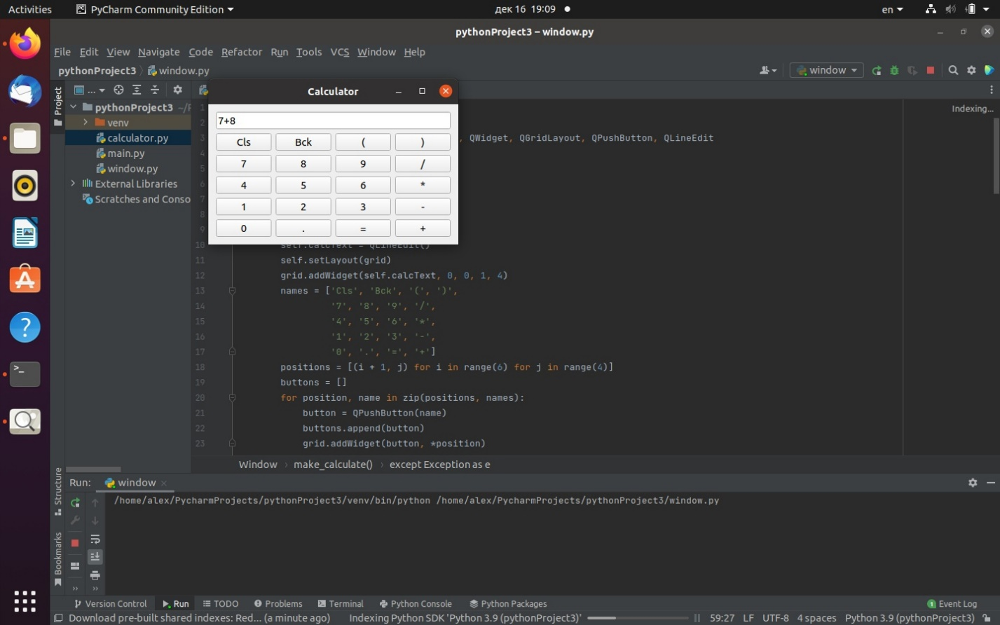 Activities PyCharm Community Edition дек 16 19:09 en
pythonProject3 – window.py
File Edit View Navigate Code Refactor Run Tools VCS Window Help
pythonProject3 window.py window
Project ...
Calculator
7+8
Cls Bck ( )
7 8 9 /
4 5 6 *
1 2 3 -
0 . = +
pythonProject3
venv
calculator.py
main.py
window.py
External Libraries
Scratches and Conso
Indexing...
1
3 , QWidget, QGridLayout, QPushButton, QLineEdit
4
5
6
7
8
9
10 self.calcText = QLineEdit()
11 self.setLayout(grid)
12 grid.addWidget(self.calcText, 0, 0, 1, 4)
13 names = ['Cls', 'Bck', '(', ')',
14 '7', '8', '9', '/',
15 '4', '5', '6', '*',
16 '1', '2', '3', '-',
17 '0', '.', '=', '+']
18 positions = [(i + 1, j) for i in range(6) for j in range(4)]
19 buttons = []
20 for position, name in zip(positions, names):
21 button = QPushButton(name)
22 buttons.append(button)
23 grid.addWidget(button, *position)
Window › make_calculate() › except Exception as e
Structure
Bookmarks
Run: window
/home/alex/PycharmProjects/pythonProject3/venv/bin/python /home/alex/PycharmProjects/pythonProject3/window.py
Version Control Run TODO Problems Terminal Python Console Python Packages 1 Event Log
Download pre-built shared indexes: Red... (a minute ago) Indexing Python SDK 'Python 3.9 (pythonProject3)' 59:27 LF UTF-8 4 spaces Python 3.9 (pythonProject3)